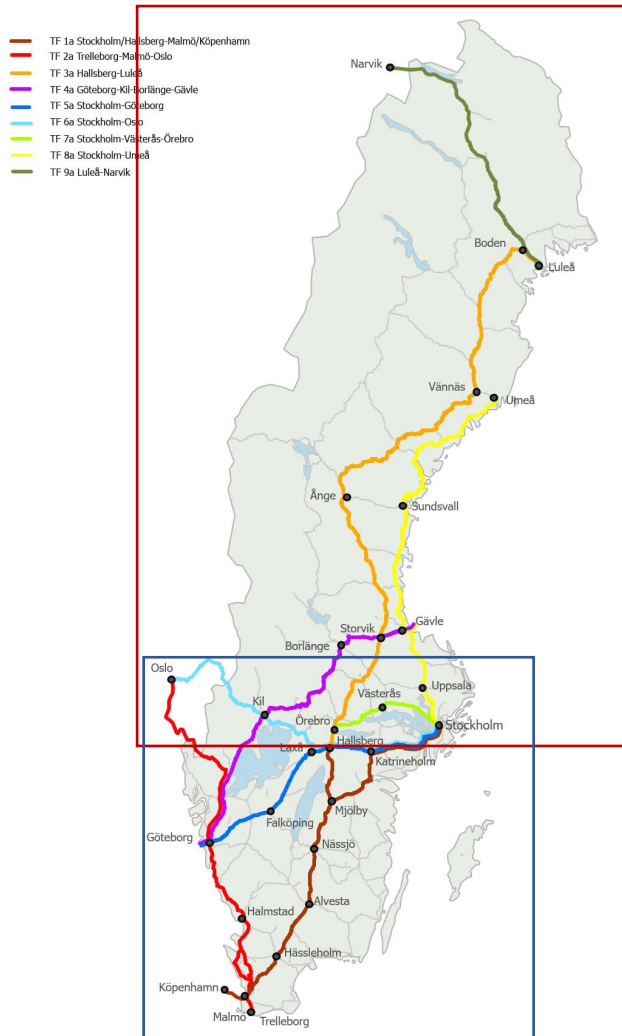 TF 1a Stockholm/Hallsberg-Malmö/Köpenhamn
TF 2a Trelleborg-Malmö-Oslo
TF 3a Hallsberg-Luleå
TF 4a Göteborg-Kil-Borlänge-Gävle
TF 5a Stockholm-Göteborg
TF 6a Stockholm-Oslo
TF 7a Stockholm-Västerås-Örebro
TF 8a Stockholm-Umeå
TF 9a Luleå-Narvik
Narvik
Boden
Luleå
Vännäs
Umeå
Ånge
Sundsvall
Gävle
Storvik
Borlänge
Oslo
Uppsala
Västerås
Kil
Örebro
Stockholm
Hallsberg
Laxå
Katrineholm
Mjölby
Falköping
Göteborg
Nässjö
Alvesta
Halmstad
Hässleholm
Köpenhamn
Malmö
Trelleborg